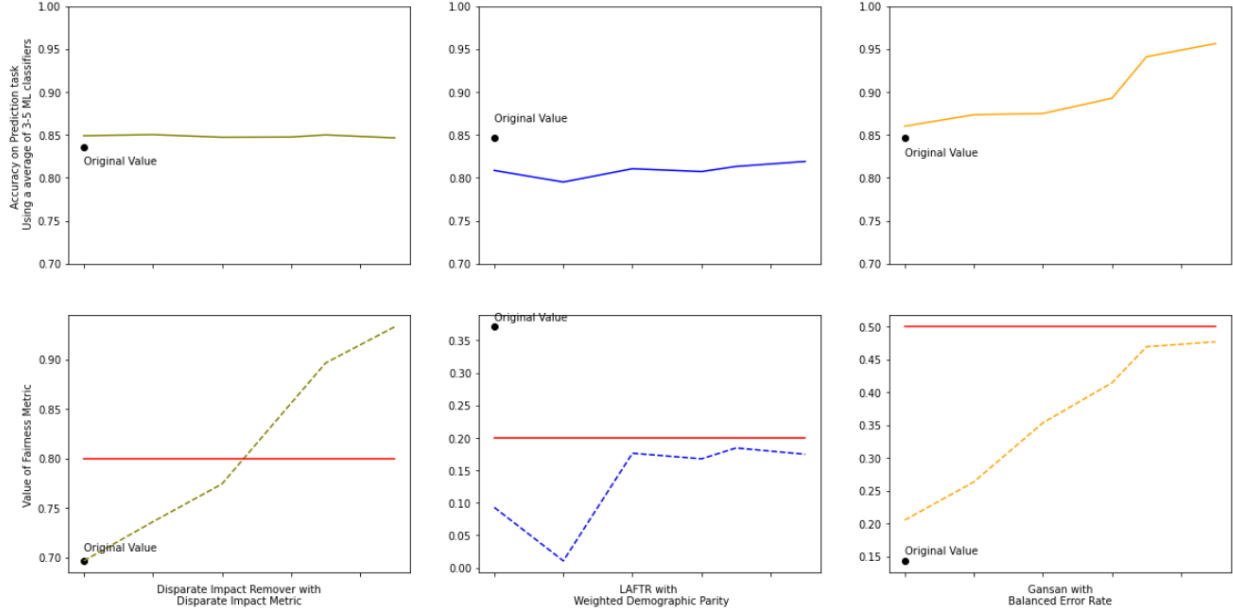 Accuracy on Prediction task
Using a average of 3-5 ML classifiers
1.00
0.95
0.90
0.85
0.80
0.75
0.70
Original Value
1.00
0.95
0.90
0.85
0.80
0.75
0.70
Original Value
1.00
0.95
0.90
0.85
0.80
0.75
0.70
Original Value
Value of Fairness Metric
0.90
0.85
0.80
0.75
0.70
Original Value
Disparate Impact Remover with
Disparate Impact Metric
0.35
0.30
0.25
0.20
0.15
0.10
0.05
0.00
Original Value
LAFTR with
Weighted Demographic Parity
0.50
0.45
0.40
0.35
0.30
0.25
0.20
0.15
Original Value
Gansan with
Balanced Error Rate